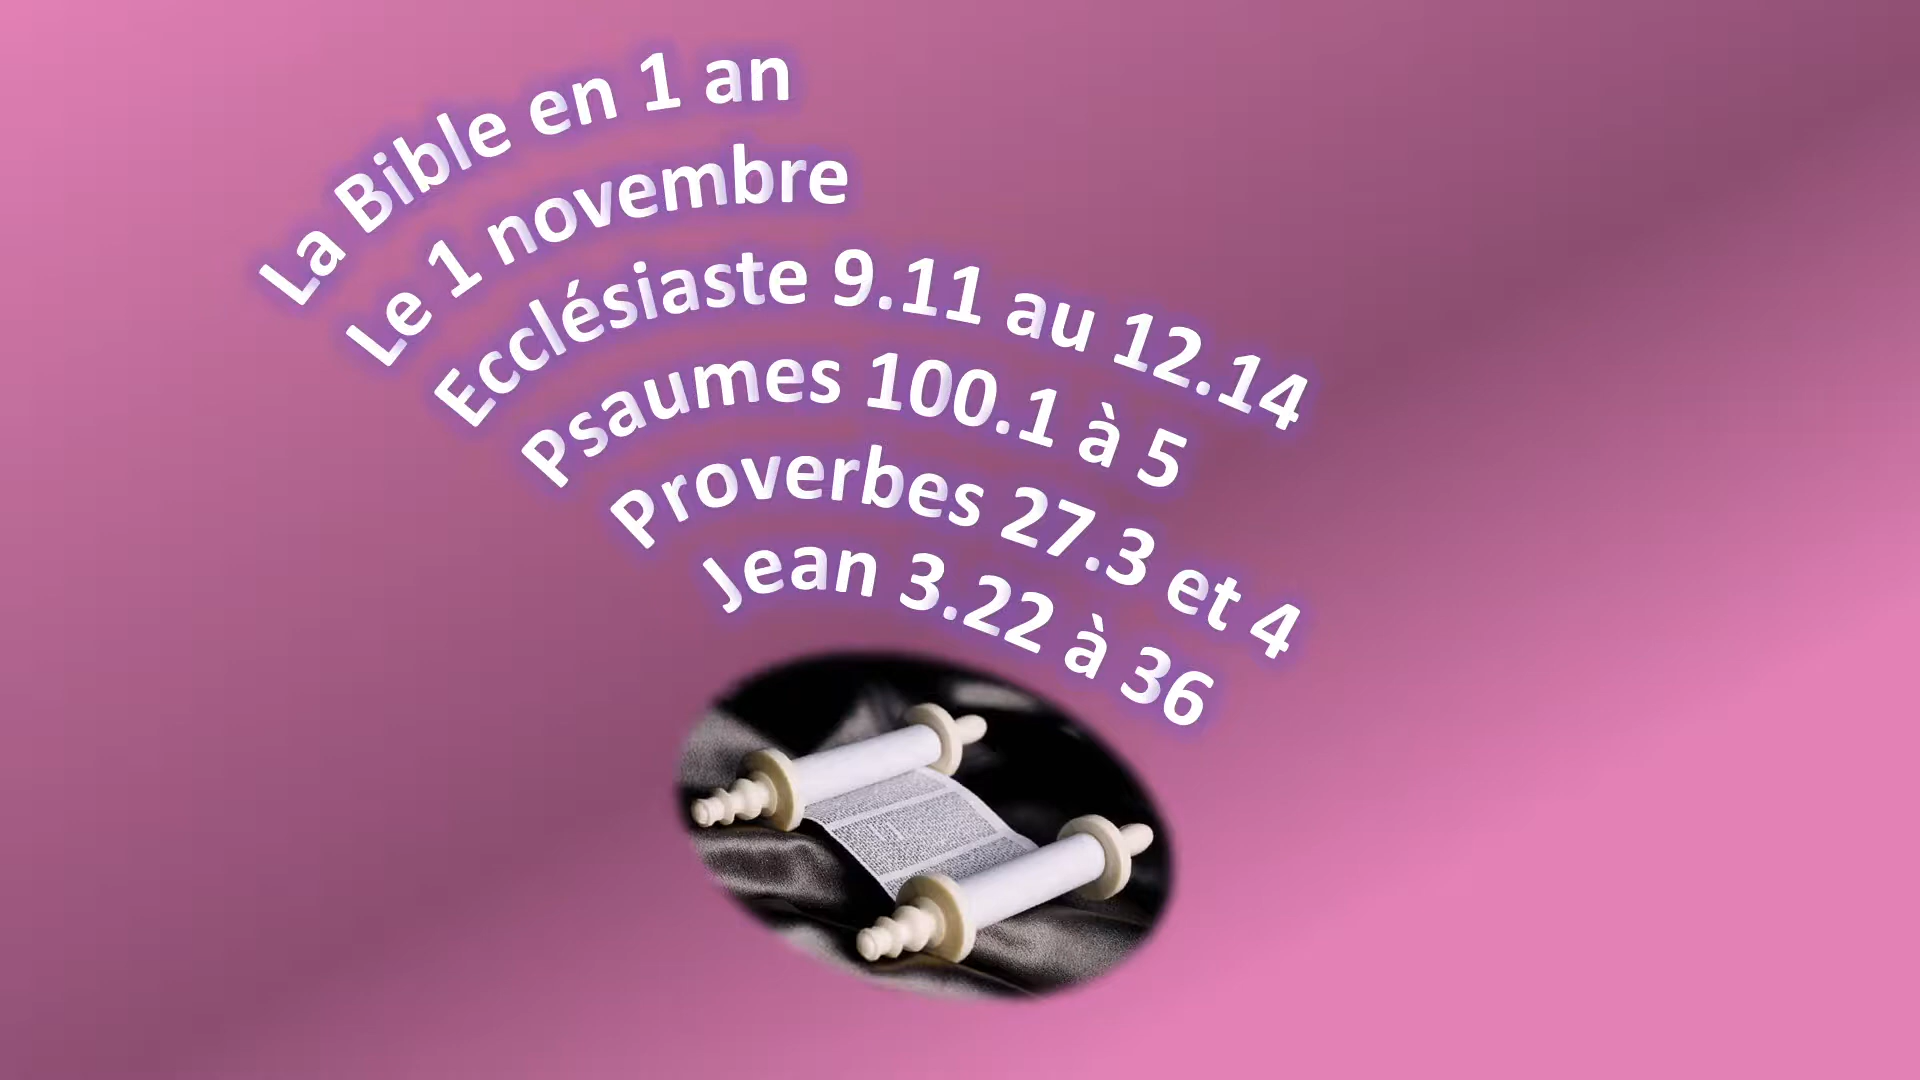 La Bible en 1 an
Le 1 novembre
Ecclésiaste 9.11 au 12.14
Psaumes 100.1 à 5
Proverbes 27.3 et 4
Jean 3.22 à 36